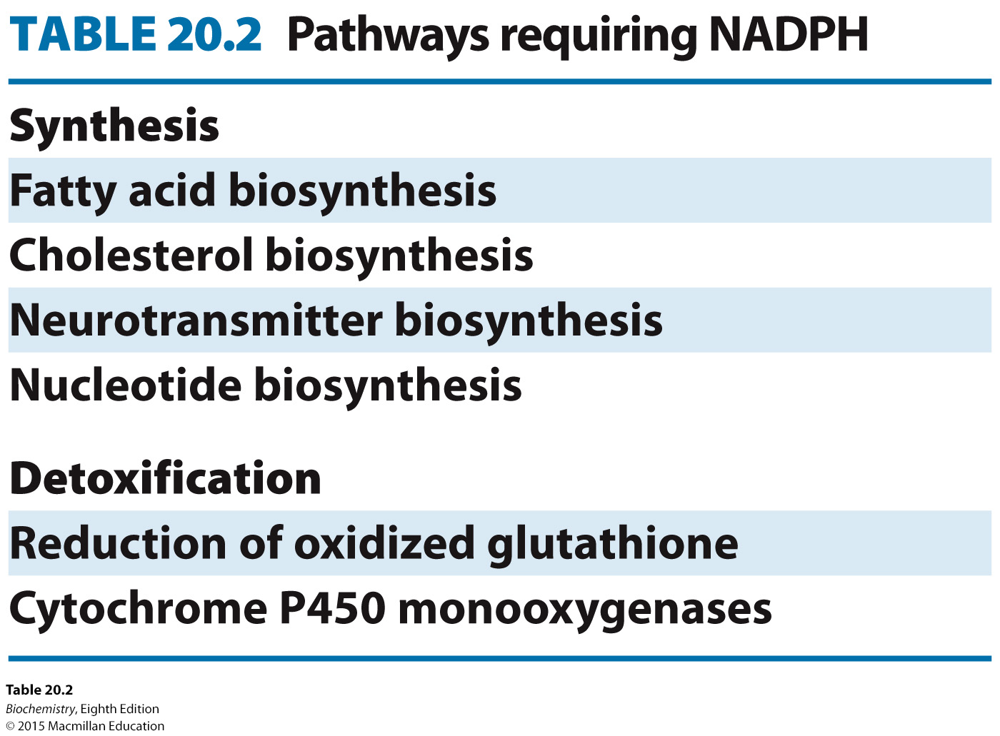 TABLE 20.2 Pathways requiring NADPH
Synthesis
Fatty acid biosynthesis
Cholesterol biosynthesis
Neurotransmitter biosynthesis
Nucleotide biosynthesis
Detoxification
Reduction of oxidized glutathione
Cytochrome P450 monooxygenases
Table 20.2
Biochemistry, Eighth Edition
© 2015 Macmillan Education